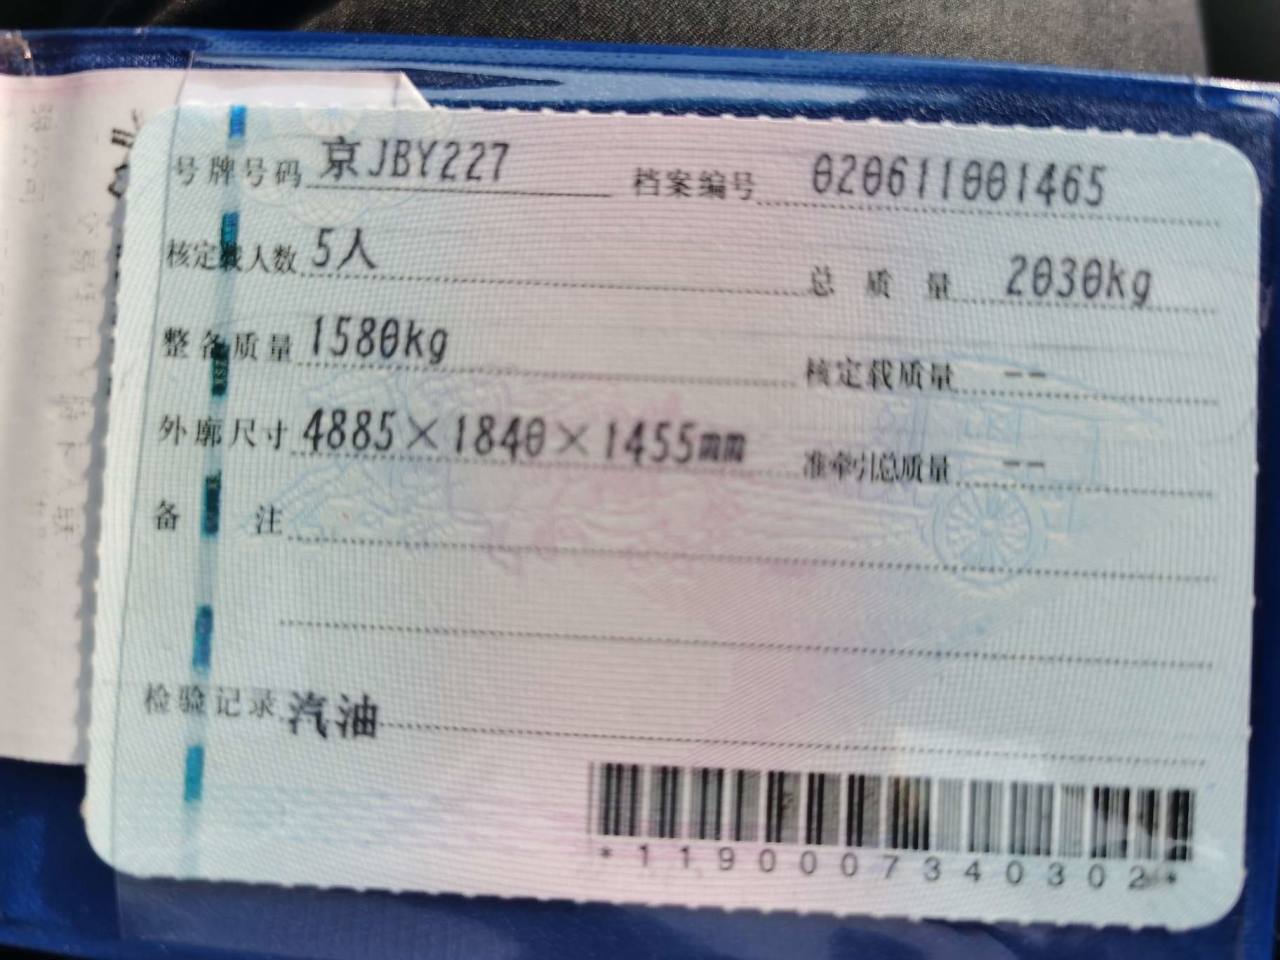 号牌号码 京JBY227 档案编号 020611001465
核定载人数 5人 总质量 2030kg
整备质量 1580kg 核定载质量 --
外廓尺寸 4885×1840×1455mm 准牵引总质量 --
备注
检验记录 汽油
*1190007340302*